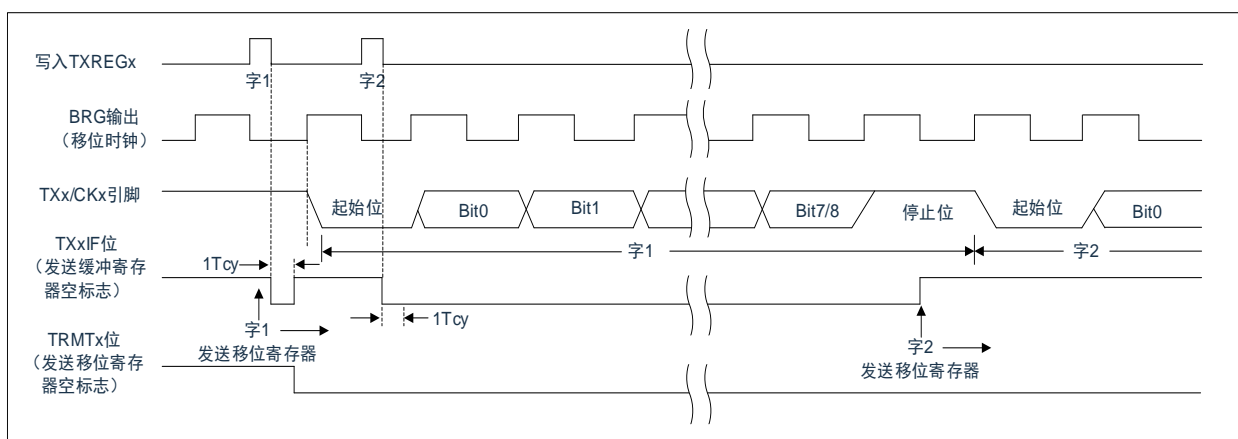 写入TXREGx
字1
字2
BRG输出
（移位时钟）
TXx/CKx引脚
起始位
Bit0
Bit1
Bit7/8
停止位
起始位
Bit0
字1
字2
TXxIF位
（发送缓冲寄存
器空标志）
1Tcy
1Tcy
字1
发送移位寄存器
字2
发送移位寄存器
TRMTx位
（发送移位寄存
器空标志）